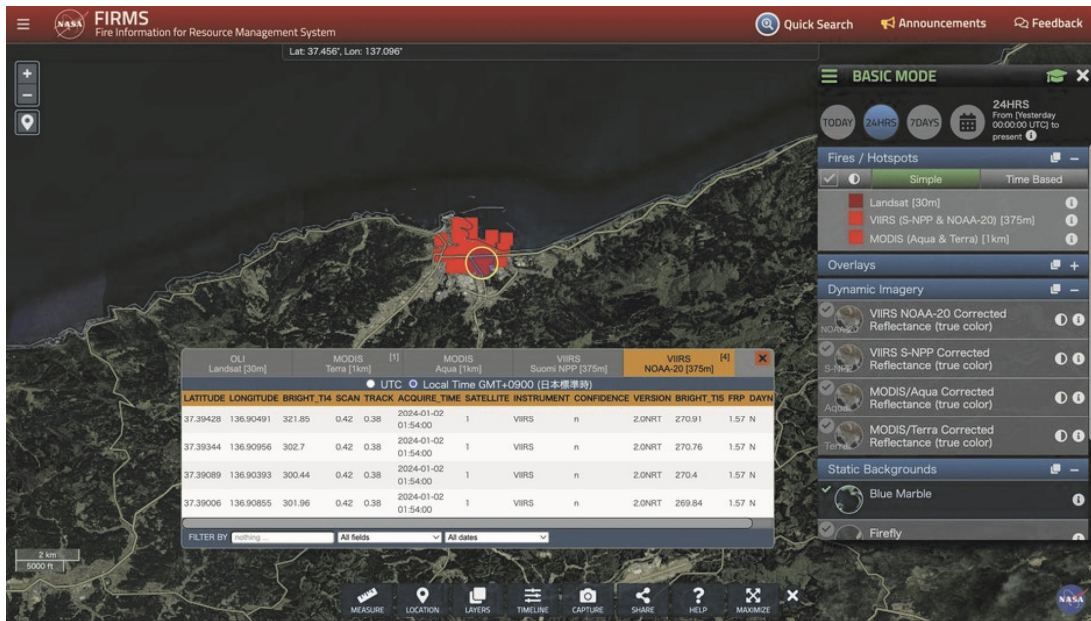 NASA
FIRMS
Fire Information for Resource Management System
Quick Search
Announcements
Feedback
Lat: 37.456°, Lon: 137.096°
+
−
BASIC MODE
TODAY
24HRS
7DAYS
24HRS
From [Yesterday
00:00:00 UTC] to
present
Fires / Hotspots
Simple
Time Based
Landsat [30m]
VIIRS (S-NPP & NOAA-20) [375m]
MODIS (Aqua & Terra) [1km]
Overlays
Dynamic Imagery
NOAA-20
VIIRS NOAA-20 Corrected
Reflectance (true color)
S-NPP
VIIRS S-NPP Corrected
Reflectance (true color)
Aqua
MODIS/Aqua Corrected
Reflectance (true color)
Terra
MODIS/Terra Corrected
Reflectance (true color)
Static Backgrounds
Blue Marble
Firefly
OLI
Landsat [30m]
MODIS [1]
Terra [1km]
MODIS
Aqua [1km]
VIIRS
Suomi NPP [375m]
VIIRS [4]
NOAA-20 [375m]
UTC Local Time GMT+0900 (日本標準時)
LATITUDE LONGITUDE BRIGHT_TI4 SCAN TRACK ACQUIRE_TIME SATELLITE INSTRUMENT CONFIDENCE VERSION BRIGHT_TI5 FRP DAYN
37.39428 136.90491 321.85 0.42 0.38 2024-01-02 01:54:00 1 VIIRS n 2.0NRT 270.91 1.57 N
37.39344 136.90956 302.7 0.42 0.38 2024-01-02 01:54:00 1 VIIRS n 2.0NRT 270.76 1.57 N
37.39089 136.90393 300.44 0.42 0.38 2024-01-02 01:54:00 1 VIIRS n 2.0NRT 270.4 1.57 N
37.39006 136.90855 301.96 0.42 0.38 2024-01-02 01:54:00 1 VIIRS n 2.0NRT 269.84 1.57 N
FILTER BY nothing ... All fields All dates
2 km
5000 ft
MEASURE
LOCATION
LAYERS
TIMELINE
CAPTURE
SHARE
HELP
MAXIMIZE
NASA